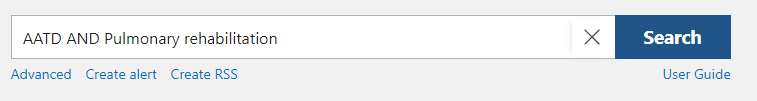 AATD AND Pulmonary rehabilitation Search
Advanced Create alert Create RSS User Guide